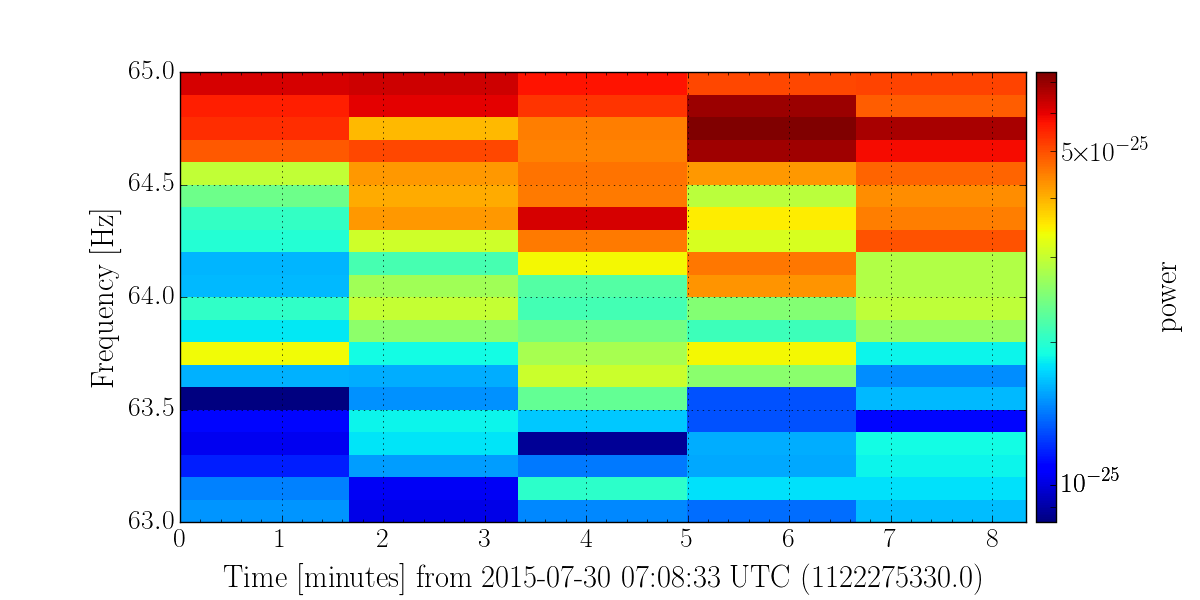 65.0
64.5
64.0
63.5
63.0
Frequency [Hz]
0 1 2 3 4 5 6 7 8
Time [minutes] from 2015-07-30 07:08:33 UTC (1122275330.0)
5×10⁻²⁵
10⁻²⁵
power